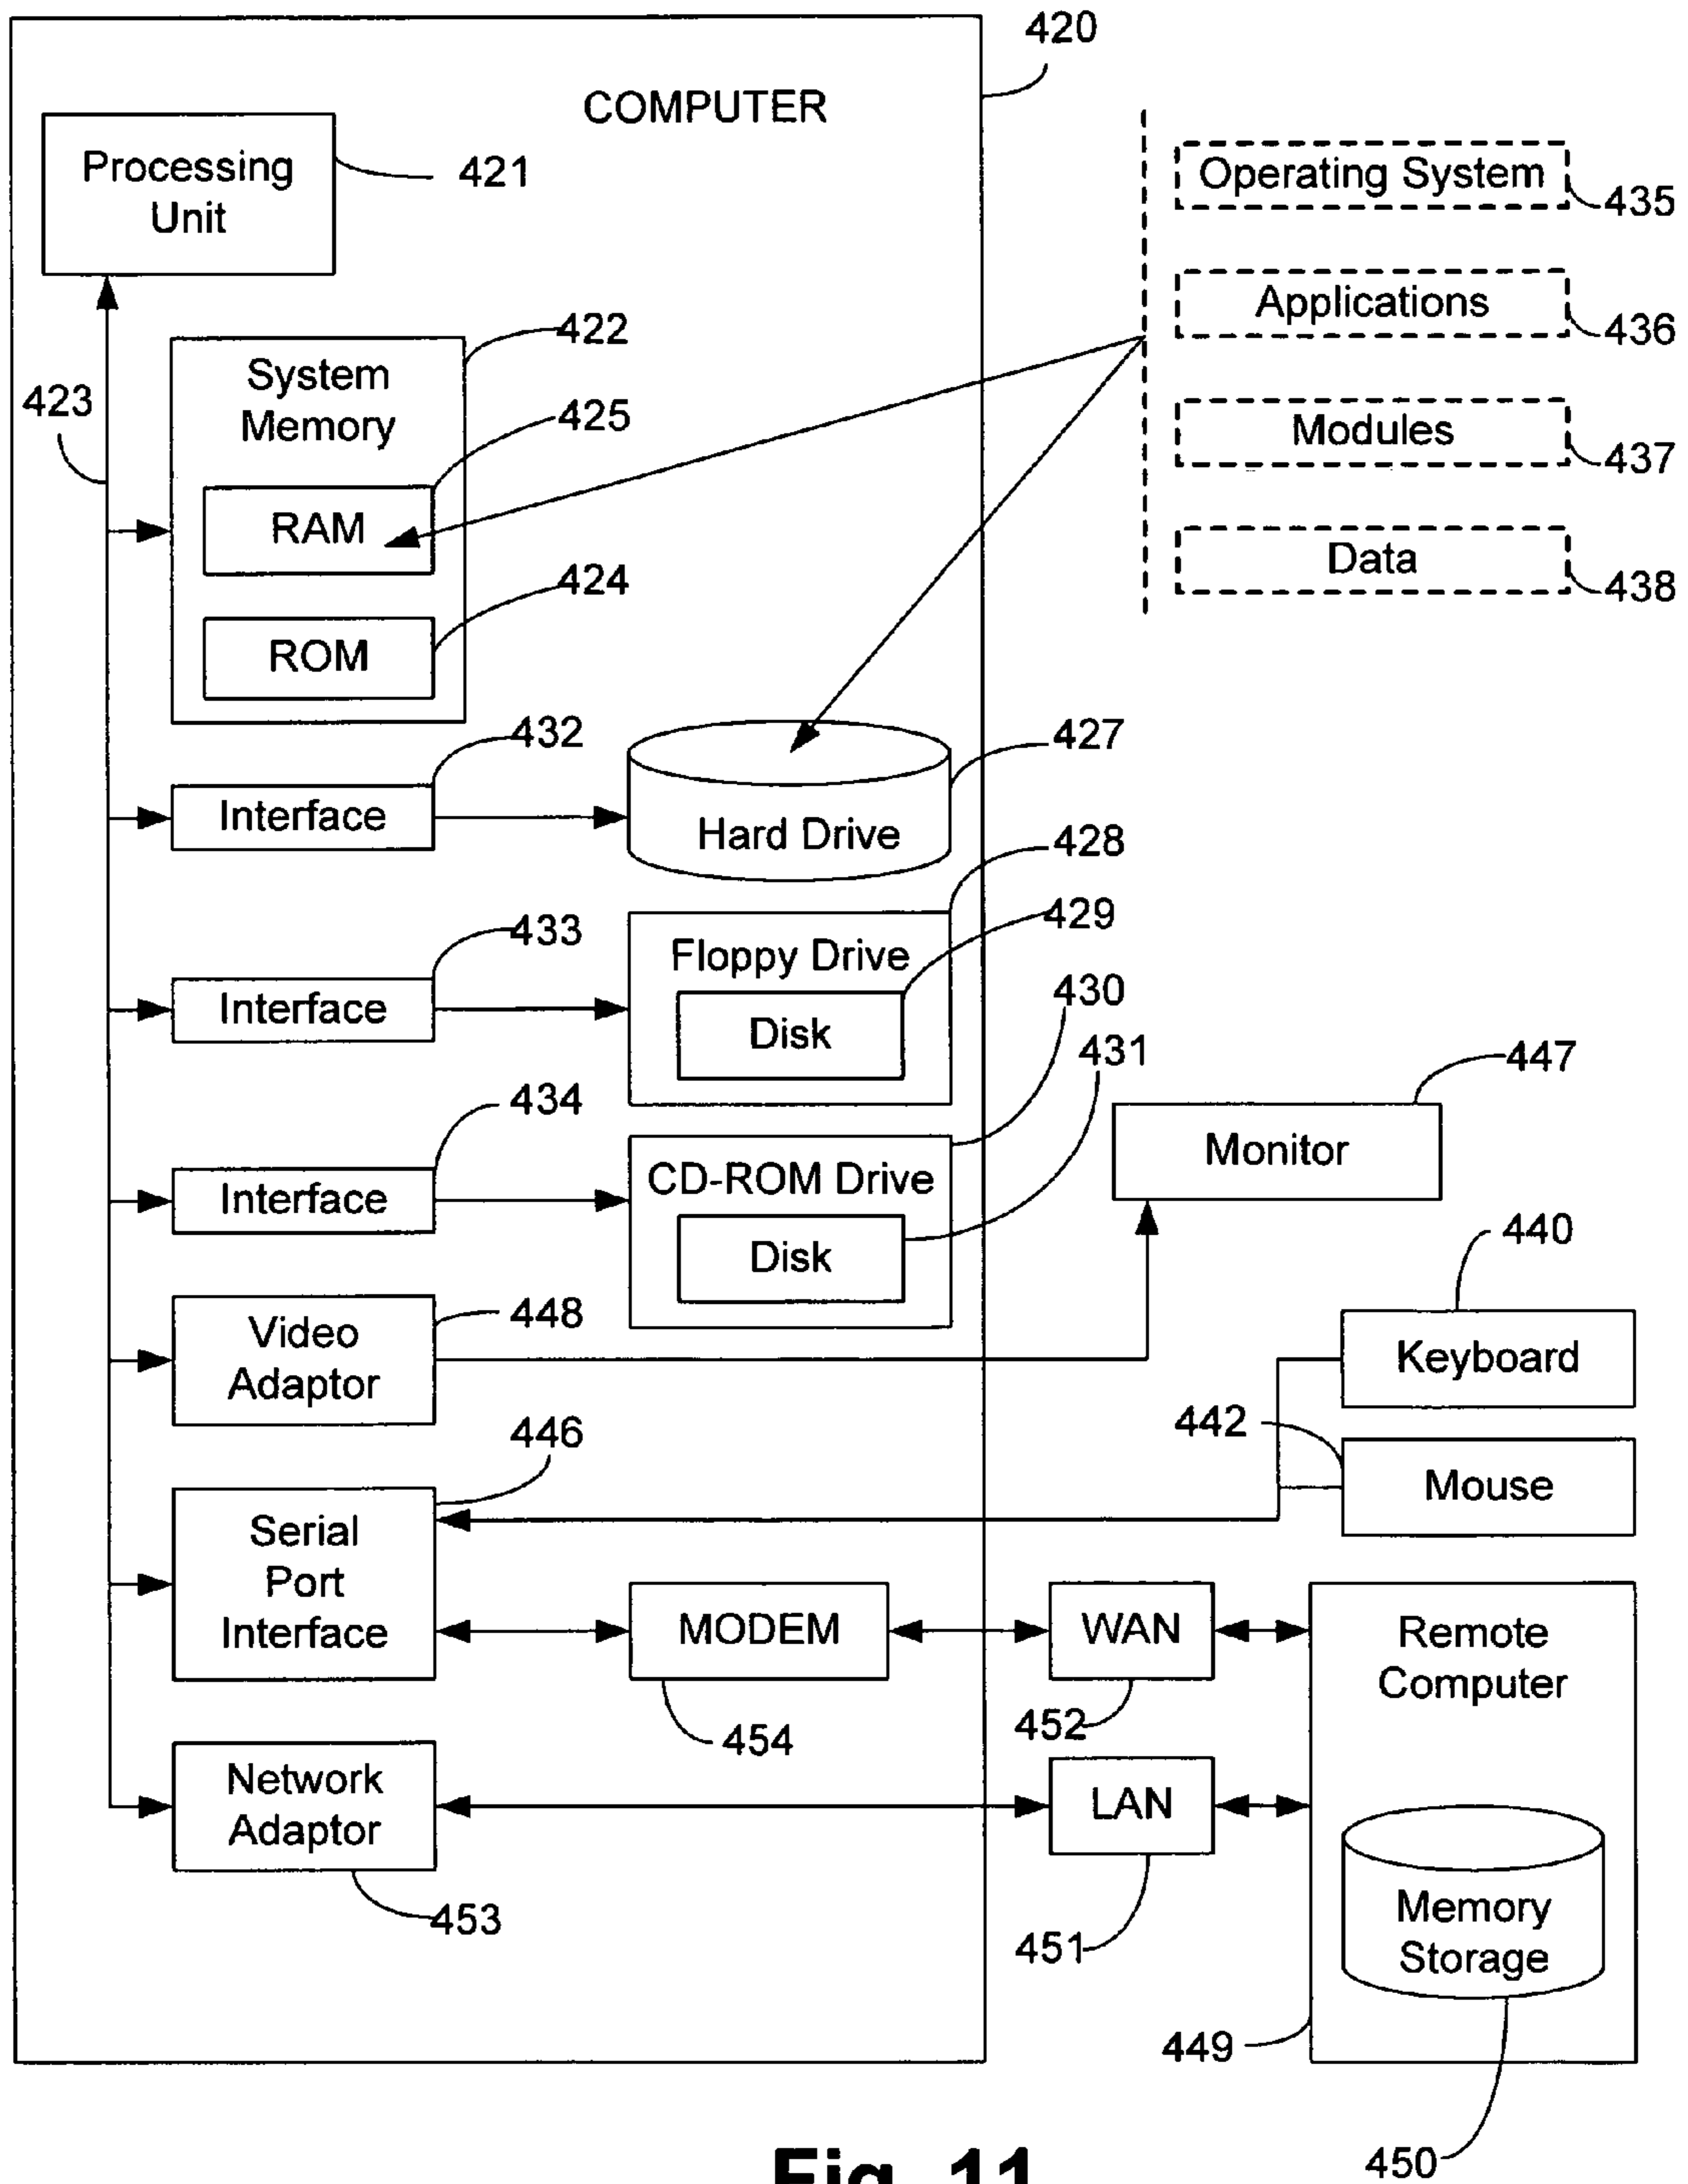 420
COMPUTER
Processing
Unit
421
Operating System
435
Applications
436
Modules
437
Data
438
422
System
Memory
423
425
RAM
424
ROM
432
Interface
427
Hard Drive
428
433
Interface
Floppy Drive
429
Disk
430
431
434
Interface
CD-ROM Drive
Disk
447
Monitor
440
Keyboard
448
Video
Adaptor
442
Mouse
446
Serial
Port
Interface
MODEM
454
WAN
452
Remote
Computer
Network
Adaptor
453
LAN
451
Memory
Storage
449
450
Fig. 11